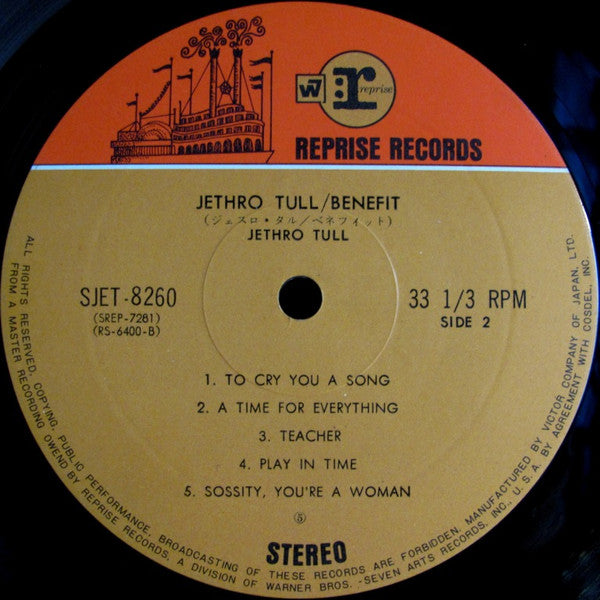 W7 r: reprise
REPRISE RECORDS
JETHRO TULL/BENEFIT
(ジェスロ・タル/ベネフィット)
JETHRO TULL
SJET-8260
(SREP-7281)
(RS-6400-B)
33 1/3 RPM
SIDE 2
1. TO CRY YOU A SONG
2. A TIME FOR EVERYTHING
3. TEACHER
4. PLAY IN TIME
5. SOSSITY, YOU'RE A WOMAN
⑤
STEREO
ALL RIGHTS RESERVED, COPYING, PUBLIC PERFORMANCE, BROADCASTING OF THESE RECORDS ARE FORBIDDEN. MANUFACTURED BY VICTOR COMPANY OF JAPAN, LTD.
FROM A MASTER RECORDING OWEND BY REPRISE RECORDS, A DIVISION OF WARNER BROS.-SEVEN ARTS RECORDS, INC., U.S.A. BY AGREEMENT WITH COSDEL, INC.